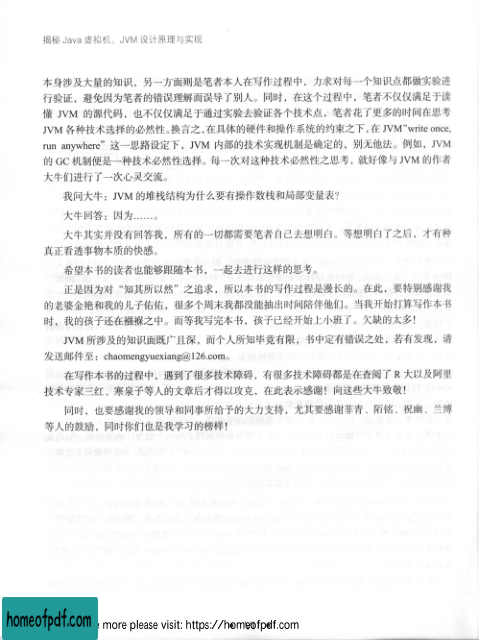 揭秘 Java 虚拟机：JVM 设计原理与实现
本身涉及大量的知识，另一方面则是笔者本人在写作过程中，力求对每一个知识点都做实验进
行验证，避免因为笔者的错误理解而误导了别人。同时，在这个过程中，笔者不仅仅满足于读
懂 JVM 的源代码，也不仅仅满足于通过实验去验证各个技术点，笔者花了更多的时间在思考
JVM 各种技术选择的必然性。换言之，在具体的硬件和操作系统的约束之下，在 JVM“write once,
run anywhere” 这一思路设定下，JVM 内部的技术实现机制是确定的，别无他法。例如，JVM
的 GC 机制便是一种技术必然性选择。每一次对这种技术必然性之思考，就好像与 JVM 的作者
大牛们进行了一次心灵交流。
我问大牛：JVM 的堆栈结构为什么要有操作数栈和局部变量表？
大牛回答：因为……。
大牛其实并没有回答我，所有的一切都需要笔者自己去想明白。等想明白了之后，才有种
真正看透事物本质的快感。
希望本书的读者也能够跟随本书，一起去进行这样的思考。
正是因为对 “知其所以然” 之追求，所以本书的写作过程是漫长的。在此，要特别感谢我
的老婆金艳和我的儿子佑佑，很多个周末我都没能抽出时间陪伴他们。当我开始打算写作本书
时，我的孩子还在襁褓之中。而等我写完本书，孩子已经开始上小班了。欠缺的太多！
JVM 所涉及的知识面既广且深，而个人所知毕竟有限，书中定有错误之处，若有发现，请
发送邮件至：chaomengyuexiang@126.com。
在写作本书的过程中，遇到了很多技术障碍，有很多技术障碍都是在查阅了 R 大以及阿里
技术专家三红、寒泉子等人的文章后才得以攻克，在此表示感谢！向这些大牛致敬！
同时，也要感谢我的领导和同事所给予的大力支持，尤其要感谢菲青、陌铭、祝幽、兰博
等人的鼓励，同时你们也是我学习的榜样！
homeofpdf.com
e more please visit: https://homeofpdf.com